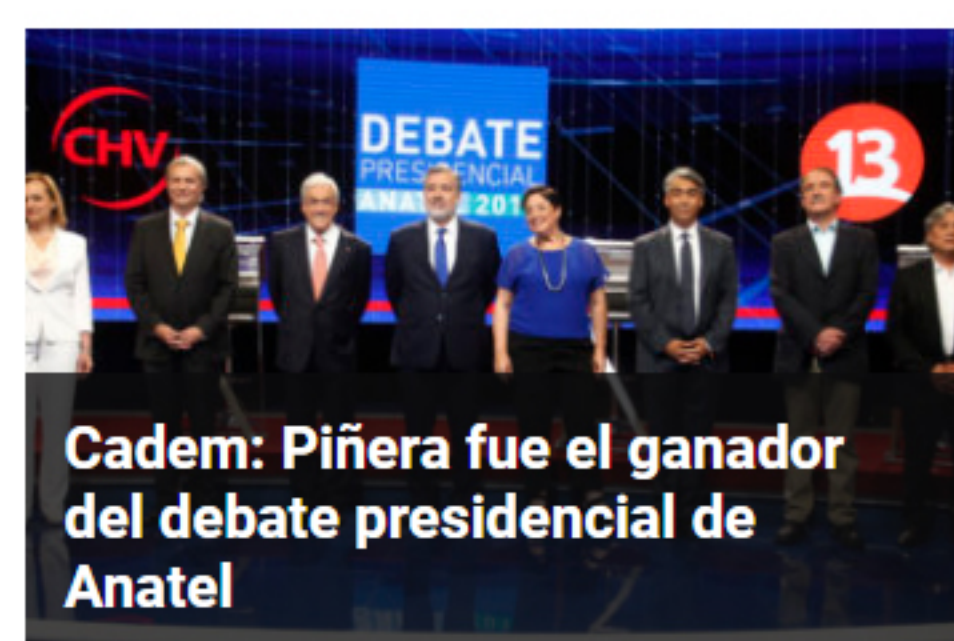 CHV
DEBATE
PRESIDENCIAL
13
Cadem: Piñera fue el ganador
del debate presidencial de
Anatel